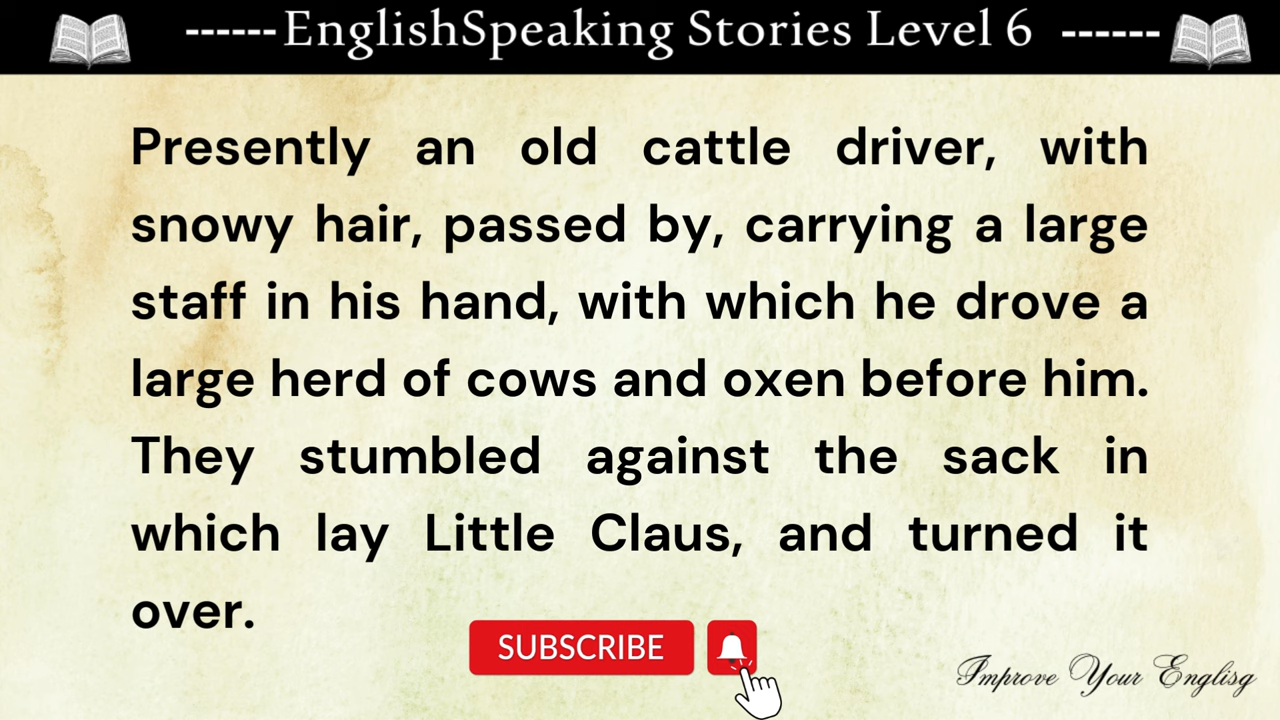 ------EnglishSpeaking Stories Level 6 ------
Presently an old cattle driver, with
snowy hair, passed by, carrying a large
staff in his hand, with which he drove a
large herd of cows and oxen before him.
They stumbled against the sack in
which lay Little Claus, and turned it
over.
SUBSCRIBE
Improve Your Englisg